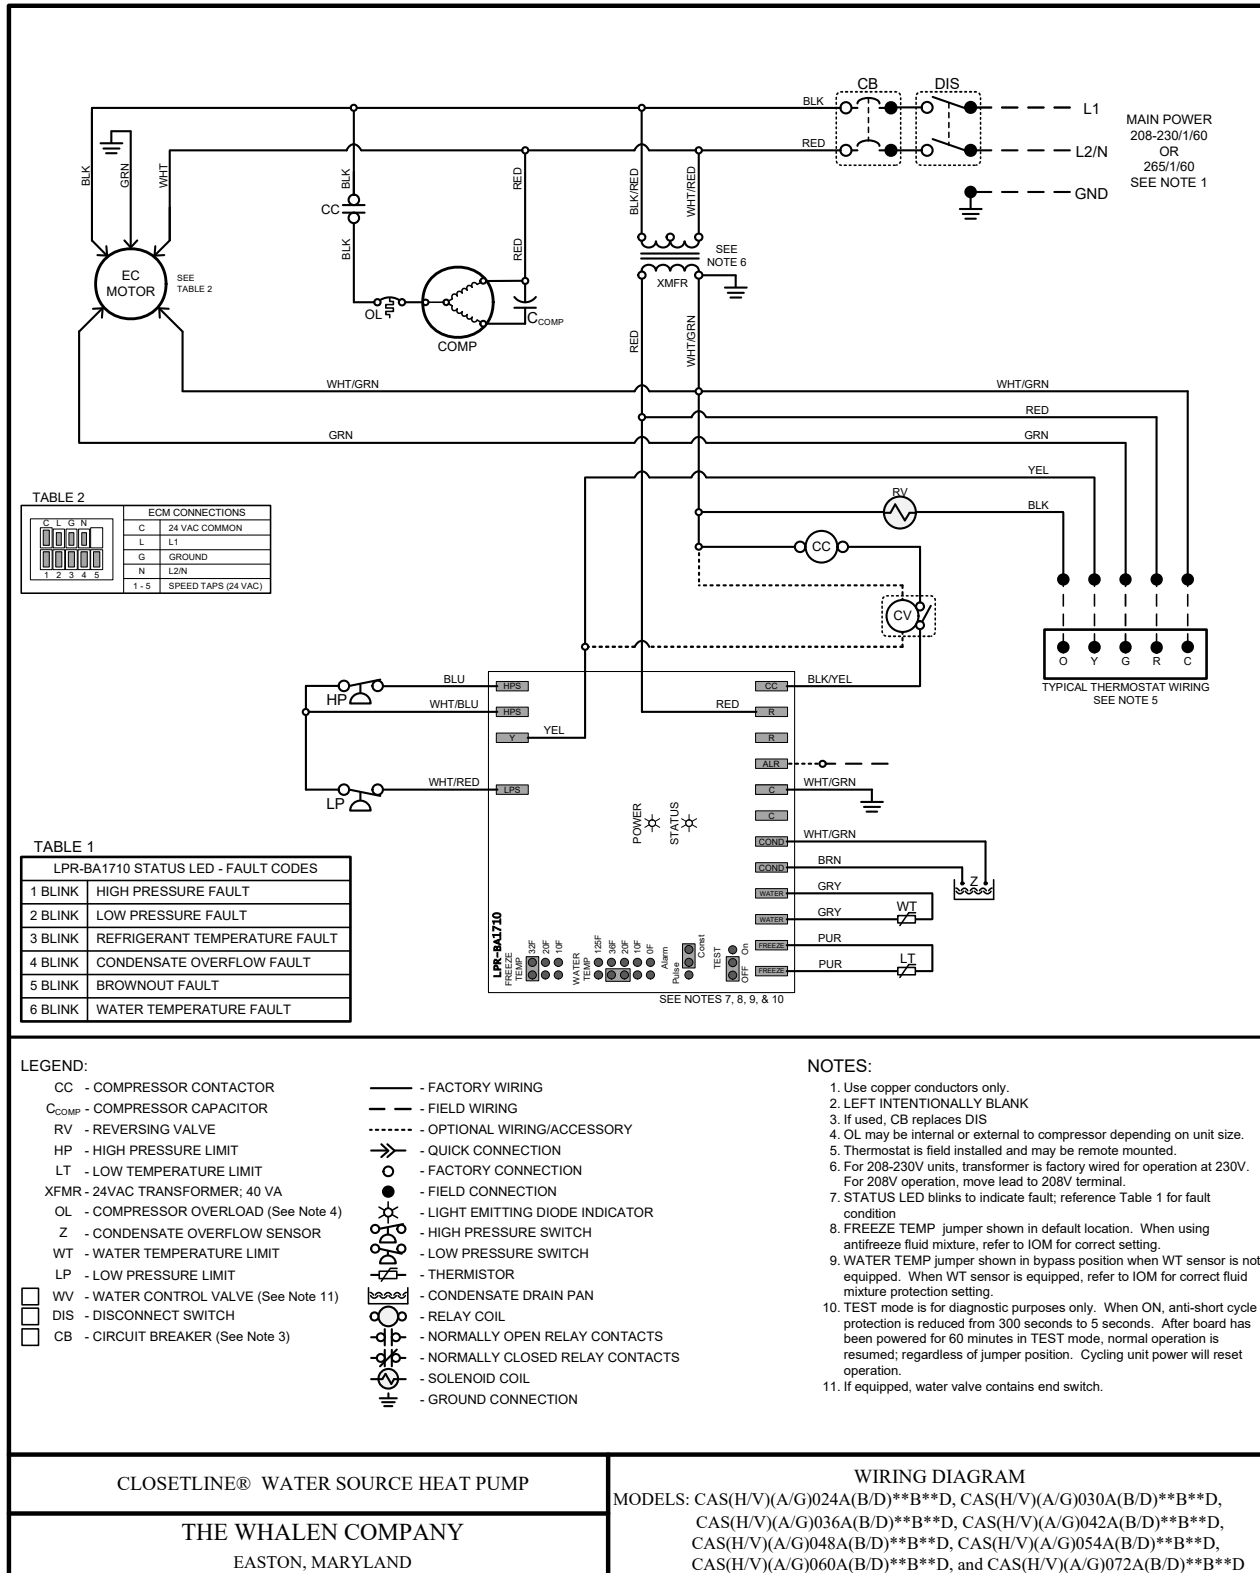 CB
DIS
BLK
L1
MAIN POWER
208-230/1/60
OR
265/1/60
SEE NOTE 1
RED
L2/N
GND
BLK
GRN
WHT
BLK
CC
BLK
RED
RED
BLK/RED
WHT/RED
SEE
NOTE 6
XMFR
EC
MOTOR
SEE
TABLE 2
OL
COMP
CCOMP
RED
WHT/GRN
WHT/GRN
WHT/GRN
RED
GRN
GRN
YEL
RV
BLK
CC
CV
TABLE 2
C L G N
1 2 3 4 5
ECM CONNECTIONS
C 24 VAC COMMON
L L1
G GROUND
N L2/N
1 - 5 SPEED TAPS (24 VAC)
O Y G R C
TYPICAL THERMOSTAT WIRING
SEE NOTE 5
HP
BLU
HPS
WHT/BLU
HPS
YEL
Y
LP
WHT/RED
LPS
CC
BLK/YEL
RED
R
R
ALR
C
WHT/GRN
C
COND
WHT/GRN
COND
BRN
Z
WATER
GRY
WATER
GRY
WT
FREEZE
PUR
FREEZE
PUR
LT
POWER
STATUS
LPR-BA1710
FREEZE
TEMP
32F
20F
10F
WATER
TEMP
125F
36F
20F
10F
0F
Alarm
Pulse
Const
TEST
On
OFF
SEE NOTES 7, 8, 9, & 10
TABLE 1
LPR-BA1710 STATUS LED - FAULT CODES
1 BLINK HIGH PRESSURE FAULT
2 BLINK LOW PRESSURE FAULT
3 BLINK REFRIGERANT TEMPERATURE FAULT
4 BLINK CONDENSATE OVERFLOW FAULT
5 BLINK BROWNOUT FAULT
6 BLINK WATER TEMPERATURE FAULT
LEGEND:
CC - COMPRESSOR CONTACTOR
CCOMP - COMPRESSOR CAPACITOR
RV - REVERSING VALVE
HP - HIGH PRESSURE LIMIT
LT - LOW TEMPERATURE LIMIT
XFMR - 24VAC TRANSFORMER; 40 VA
OL - COMPRESSOR OVERLOAD (See Note 4)
Z - CONDENSATE OVERFLOW SENSOR
WT - WATER TEMPERATURE LIMIT
LP - LOW PRESSURE LIMIT
WV - WATER CONTROL VALVE (See Note 11)
DIS - DISCONNECT SWITCH
CB - CIRCUIT BREAKER (See Note 3)
- FACTORY WIRING
- FIELD WIRING
- OPTIONAL WIRING/ACCESSORY
- QUICK CONNECTION
- FACTORY CONNECTION
- FIELD CONNECTION
- LIGHT EMITTING DIODE INDICATOR
- HIGH PRESSURE SWITCH
- LOW PRESSURE SWITCH
- THERMISTOR
- CONDENSATE DRAIN PAN
- RELAY COIL
- NORMALLY OPEN RELAY CONTACTS
- NORMALLY CLOSED RELAY CONTACTS
- SOLENOID COIL
- GROUND CONNECTION
NOTES:
1. Use copper conductors only.
2. LEFT INTENTIONALLY BLANK
3. If used, CB replaces DIS
4. OL may be internal or external to compressor depending on unit size.
5. Thermostat is field installed and may be remote mounted.
6. For 208-230V units, transformer is factory wired for operation at 230V.
For 208V operation, move lead to 208V terminal.
7. STATUS LED blinks to indicate fault; reference Table 1 for fault
condition
8. FREEZE TEMP jumper shown in default location. When using
antifreeze fluid mixture, refer to IOM for correct setting.
9. WATER TEMP jumper shown in bypass position when WT sensor is not
equipped. When WT sensor is equipped, refer to IOM for correct fluid
mixture protection setting.
10. TEST mode is for diagnostic purposes only. When ON, anti-short cycle
protection is reduced from 300 seconds to 5 seconds. After board has
been powered for 60 minutes in TEST mode, normal operation is
resumed; regardless of jumper position. Cycling unit power will reset
operation.
11. If equipped, water valve contains end switch.
CLOSETLINE® WATER SOURCE HEAT PUMP
THE WHALEN COMPANY
EASTON, MARYLAND
WIRING DIAGRAM
MODELS: CAS(H/V)(A/G)024A(B/D)**B**D, CAS(H/V)(A/G)030A(B/D)**B**D,
CAS(H/V)(A/G)036A(B/D)**B**D, CAS(H/V)(A/G)042A(B/D)**B**D,
CAS(H/V)(A/G)048A(B/D)**B**D, CAS(H/V)(A/G)054A(B/D)**B**D,
CAS(H/V)(A/G)060A(B/D)**B**D, and CAS(H/V)(A/G)072A(B/D)**B**D